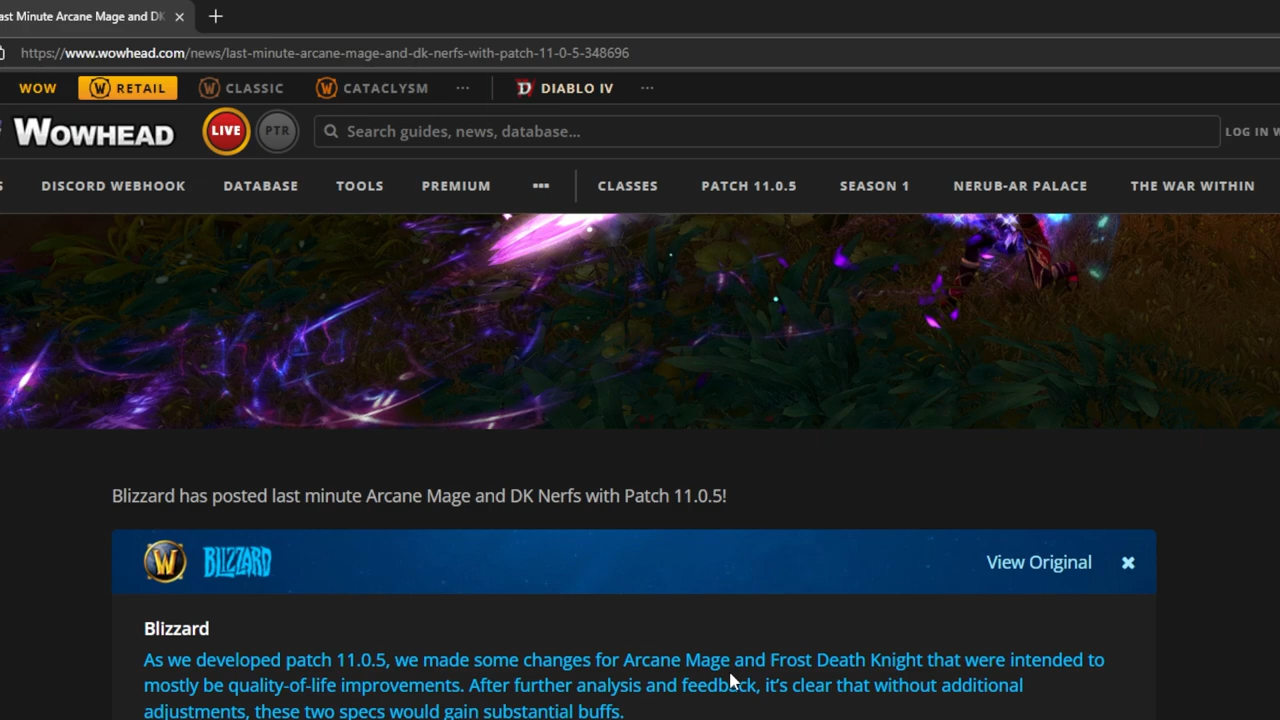 ast Minute Arcane Mage and DK
https://www.wowhead.com/news/last-minute-arcane-mage-and-dk-nerfs-with-patch-11-0-5-348696
WOW RETAIL CLASSIC CATACLYSM ... DIABLO IV ...
WOWHEAD LIVE PTR Search guides, news, database... LOG IN W
S DISCORD WEBHOOK DATABASE TOOLS PREMIUM ... CLASSES PATCH 11.0.5 SEASON 1 NERUB-AR PALACE THE WAR WITHIN
Blizzard has posted last minute Arcane Mage and DK Nerfs with Patch 11.0.5!
BLIZZARD View Original
Blizzard
As we developed patch 11.0.5, we made some changes for Arcane Mage and Frost Death Knight that were intended to
mostly be quality-of-life improvements. After further analysis and feedback, it’s clear that without additional
adjustments, these two specs would gain substantial buffs.